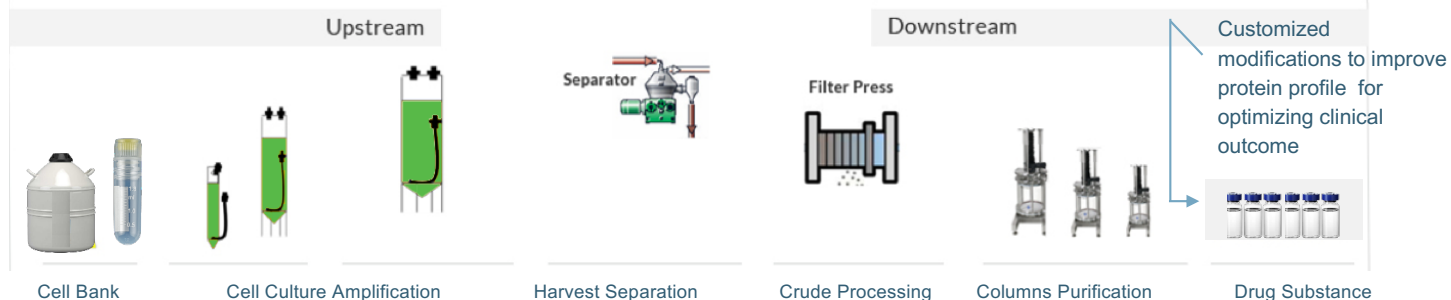 Upstream
Downstream
Customized
modifications to improve
protein profile for
optimizing clinical
outcome
Separator
Filter Press
Cell Bank
Cell Culture Amplification
Harvest Separation
Crude Processing
Columns Purification
Drug Substance